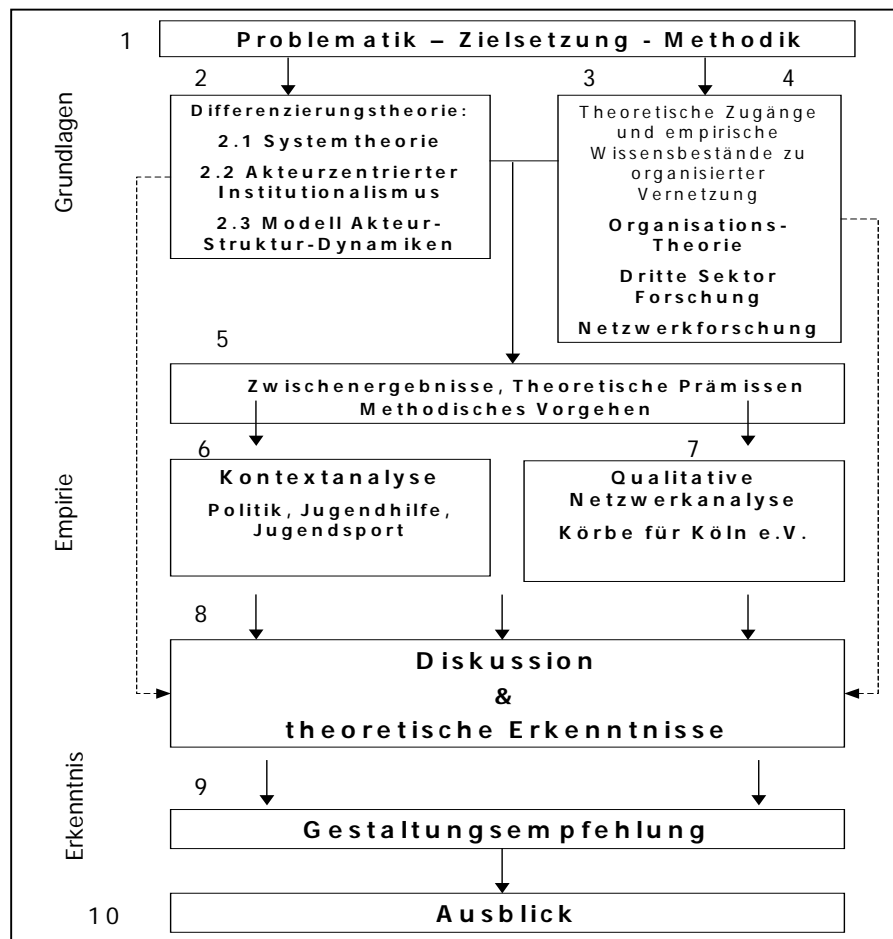 1
Problematik – Zielsetzung - Methodik
Grundlagen
2
Differenzierungstheorie:
2.1 Systemtheorie
2.2 Akteurzentrierter
Institutionalismus
2.3 Modell Akteur-
Struktur-Dynamiken
3
4
Theoretische Zugänge
und empirische
Wissensbestände zu
organisierter
Vernetzung
Organisations-
Theorie
Dritte Sektor
Forschung
Netzwerkforschung
5
Zwischenergebnisse, Theoretische Prämissen
Methodisches Vorgehen
Empirie
6
Kontextanalyse
Politik, Jugendhilfe,
Jugendsport
7
Qualitative
Netzwerkanalyse
Körbe für Köln e.V.
8
Diskussion
&
theoretische Erkenntnisse
Erkenntnis
9
Gestaltungsempfehlung
10
Ausblick